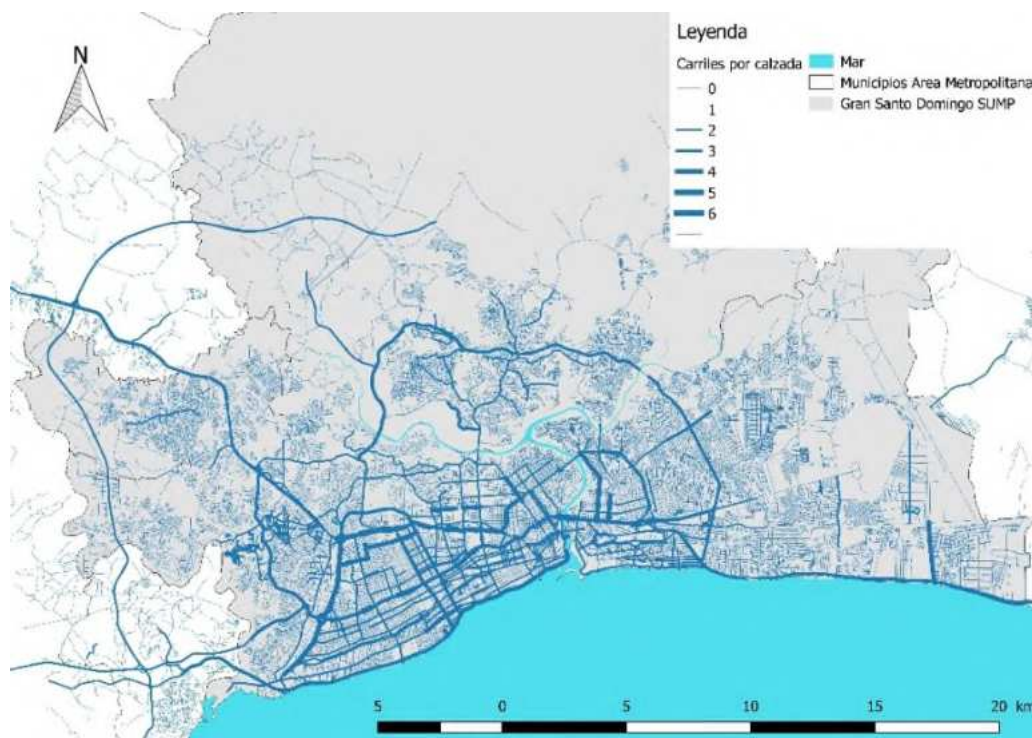 N
Leyenda
Carriles por calzada
0
1
2
3
4
5
6
Mar
Municipios Area Metropolitana
Gran Santo Domingo SUMP
5 0 5 10 15 20 km